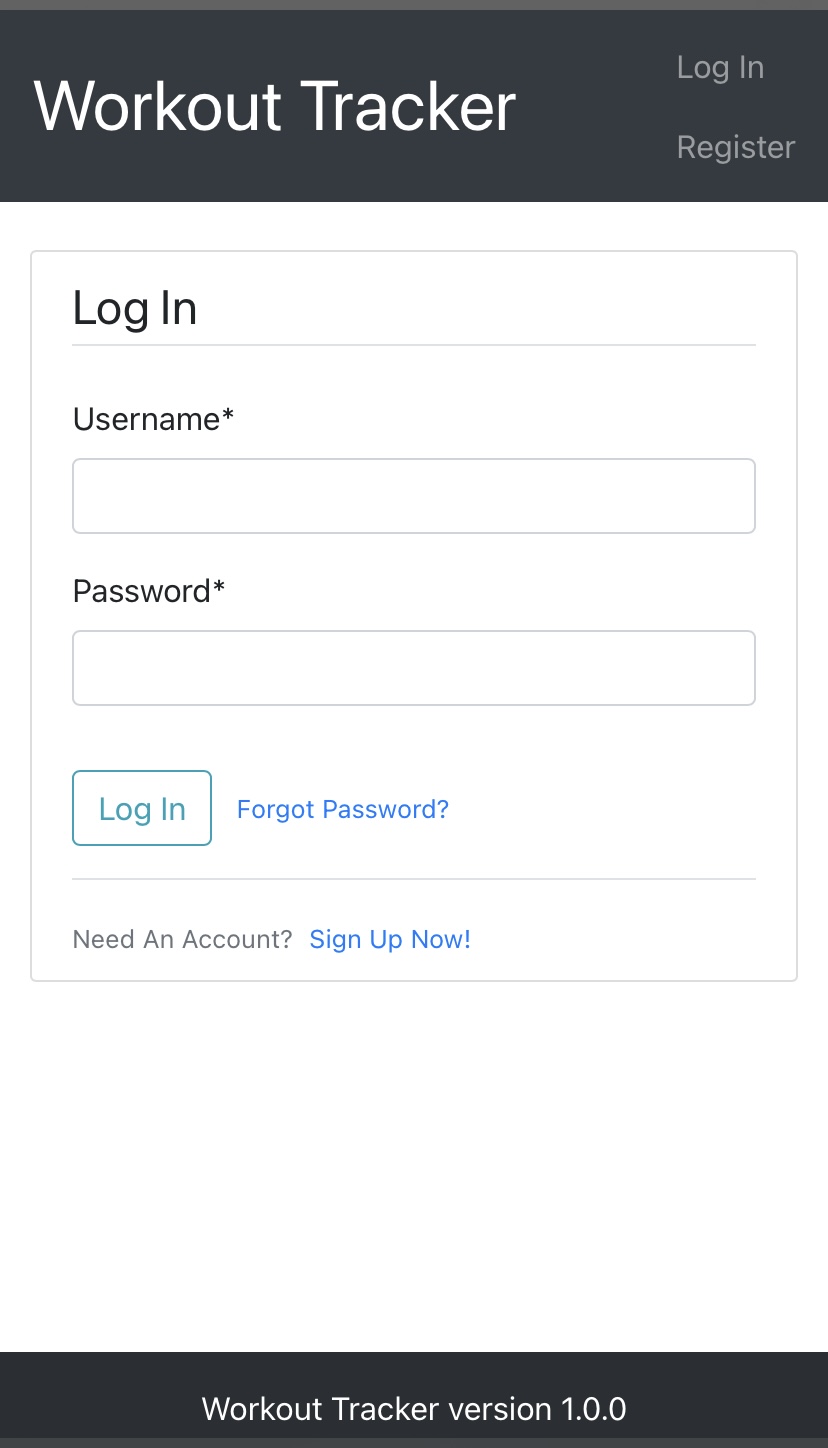 Workout Tracker
Log In
Register
Log In
Username*
Password*
Log In Forgot Password?
Need An Account? Sign Up Now!
Workout Tracker version 1.0.0